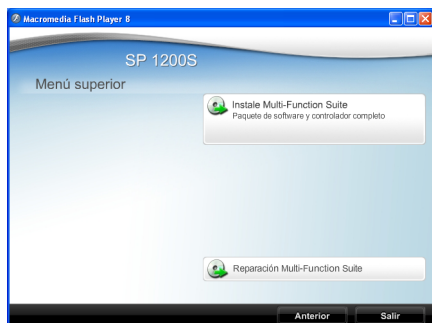 Macromedia Flash Player 8
SP 1200S
Menú superior
Instale Multi-Function Suite
Paquete de software y controlador completo
Reparación Multi-Function Suite
Anterior
Salir